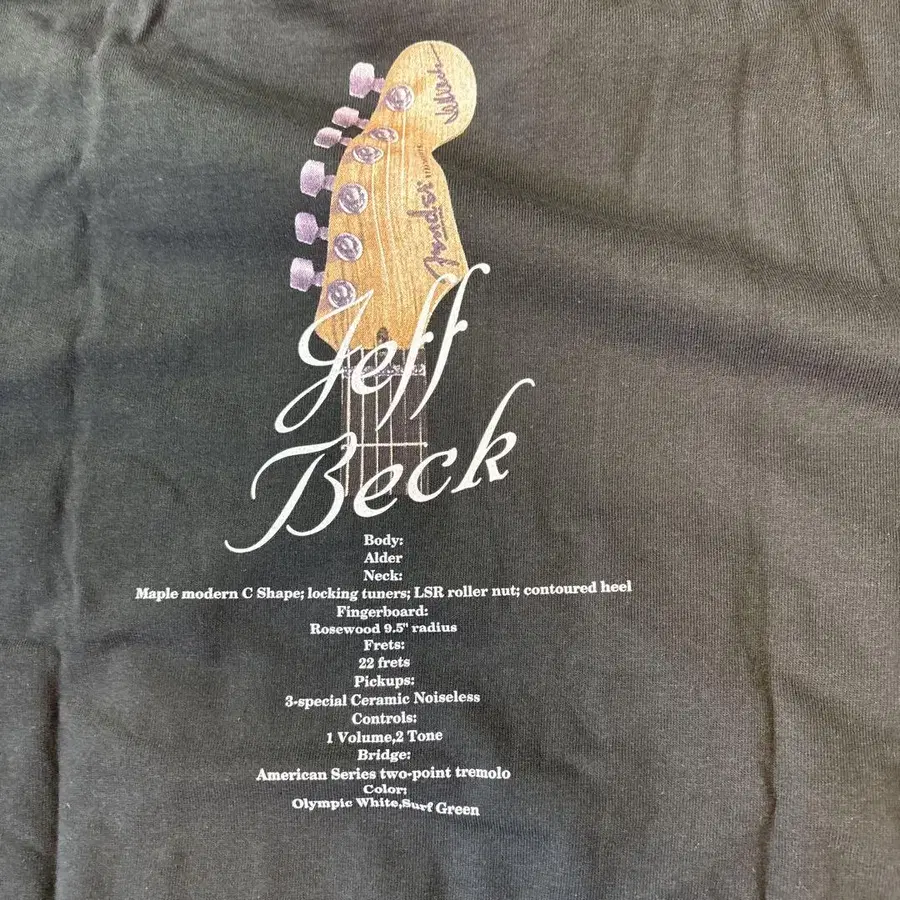 Fender
Jeff
Beck
Body:
Alder
Neck:
Maple modern C Shape; locking tuners; LSR roller nut; contoured heel
Fingerboard:
Rosewood 9.5" radius
Frets:
22 frets
Pickups:
3-special Ceramic Noiseless
Controls:
1 Volume,2 Tone
Bridge:
American Series two-point tremolo
Color:
Olympic White,Surf Green